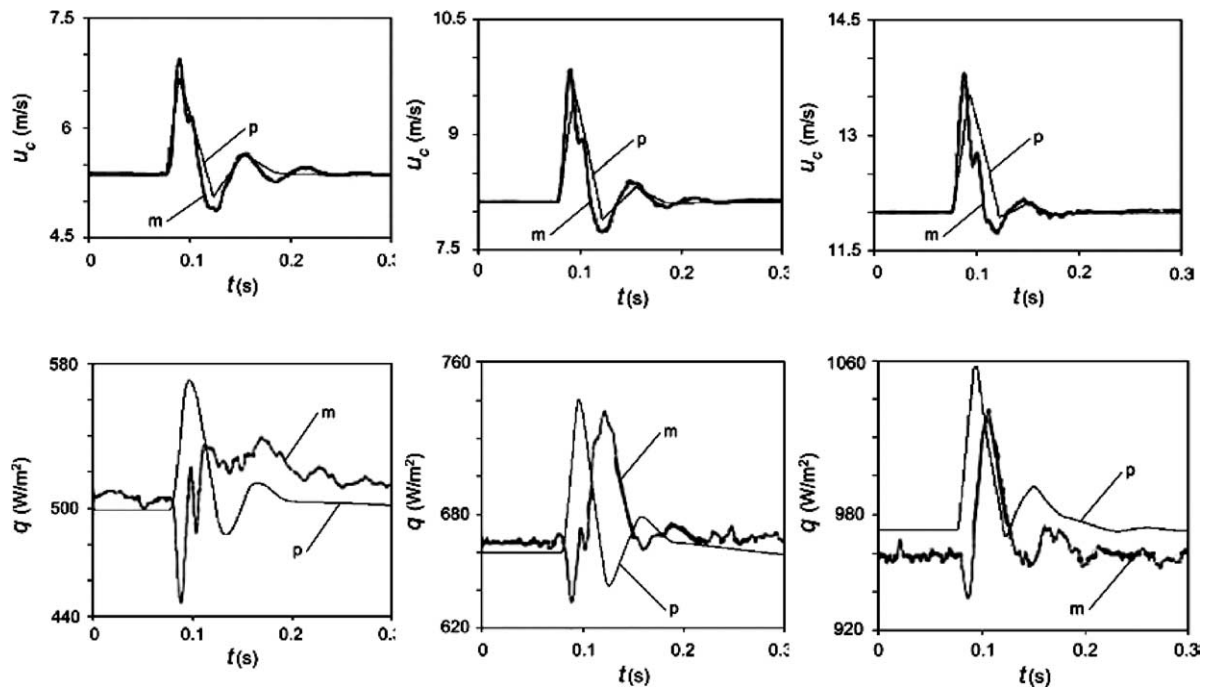 7.5
6
4.5
u_c (m/s)
p
m
0 0.1 0.2 0.3
t(s)
10.5
9
7.5
u_c (m/s)
p
m
0 0.1 0.2 0.3
t(s)
14.5
13
11.5
u_c (m/s)
p
m
0 0.1 0.2 0.3
t(s)
580
500
440
q (W/m²)
m
p
0 0.1 0.2 0.3
t(s)
760
680
620
q (W/m²)
m
p
0 0.1 0.2 0.3
t(s)
1060
980
920
q (W/m²)
p
m
0 0.1 0.2 0.3
t(s)